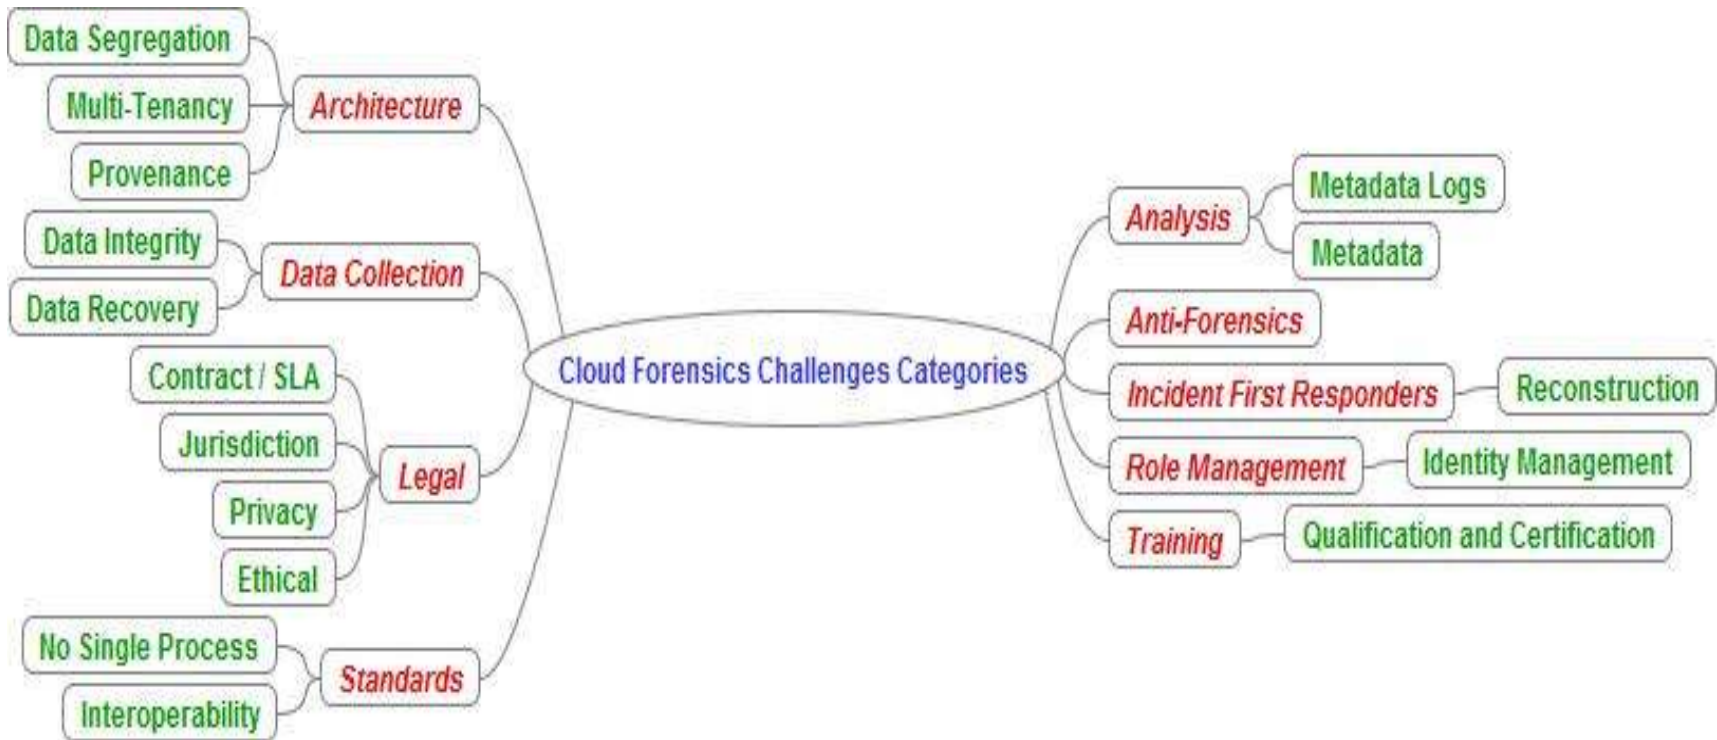 Data Segregation
Multi-Tenancy
Provenance
Architecture
Data Integrity
Data Recovery
Data Collection
Contract / SLA
Jurisdiction
Privacy
Ethical
Legal
No Single Process
Interoperability
Standards
Cloud Forensics Challenges Categories
Analysis
Metadata Logs
Metadata
Anti-Forensics
Incident First Responders
Reconstruction
Role Management
Identity Management
Training
Qualification and Certification